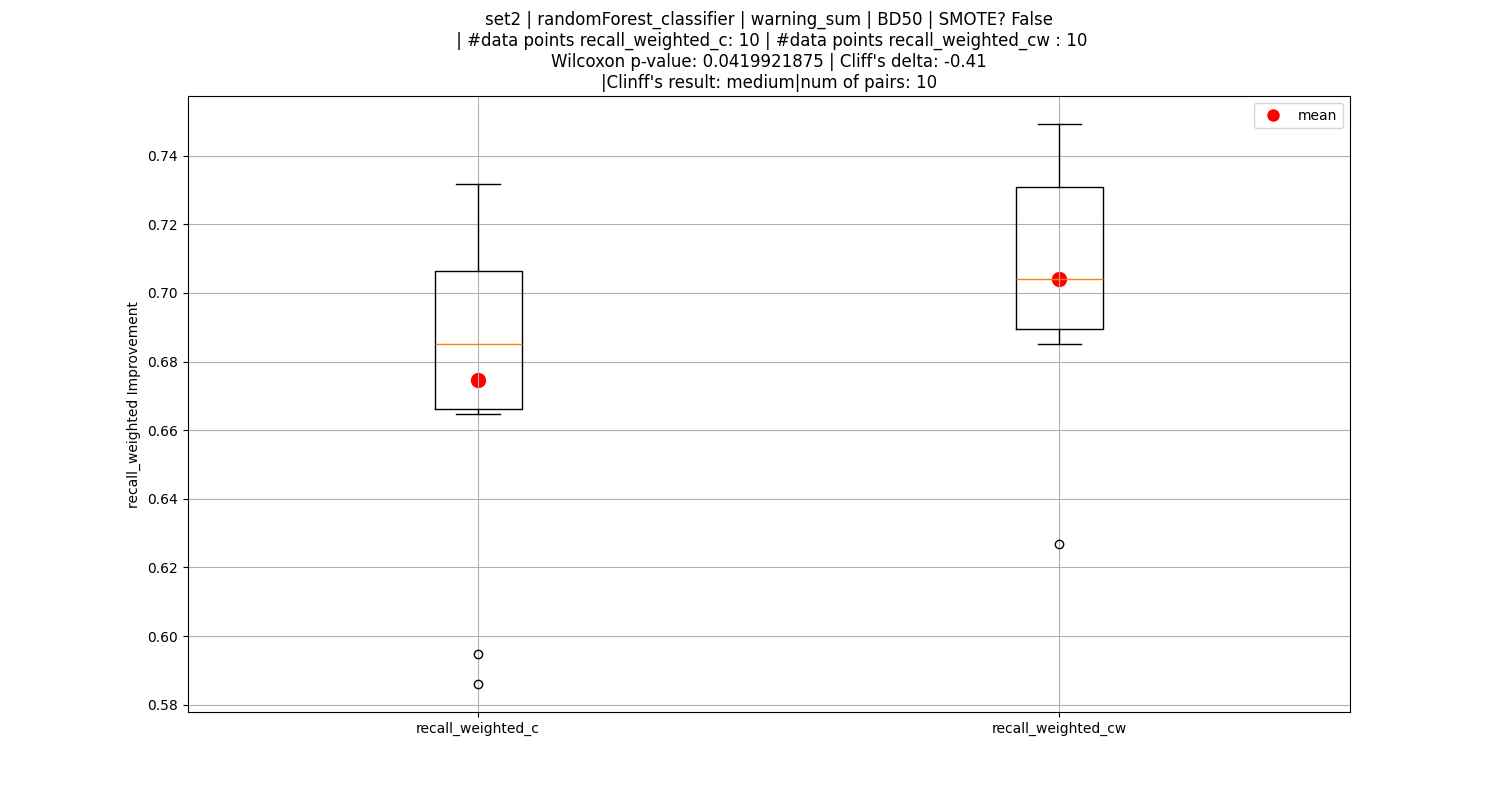 set2 | randomForest_classifier | warning_sum | BD50 | SMOTE? False
| #data points recall_weighted_c: 10 | #data points recall_weighted_cw : 10
Wilcoxon p-value: 0.0419921875 | Cliff's delta: -0.41
|Clinff's result: medium|num of pairs: 10
mean
recall_weighted Improvement
0.74
0.72
0.70
0.68
0.66
0.64
0.62
0.60
0.58
recall_weighted_c
recall_weighted_cw